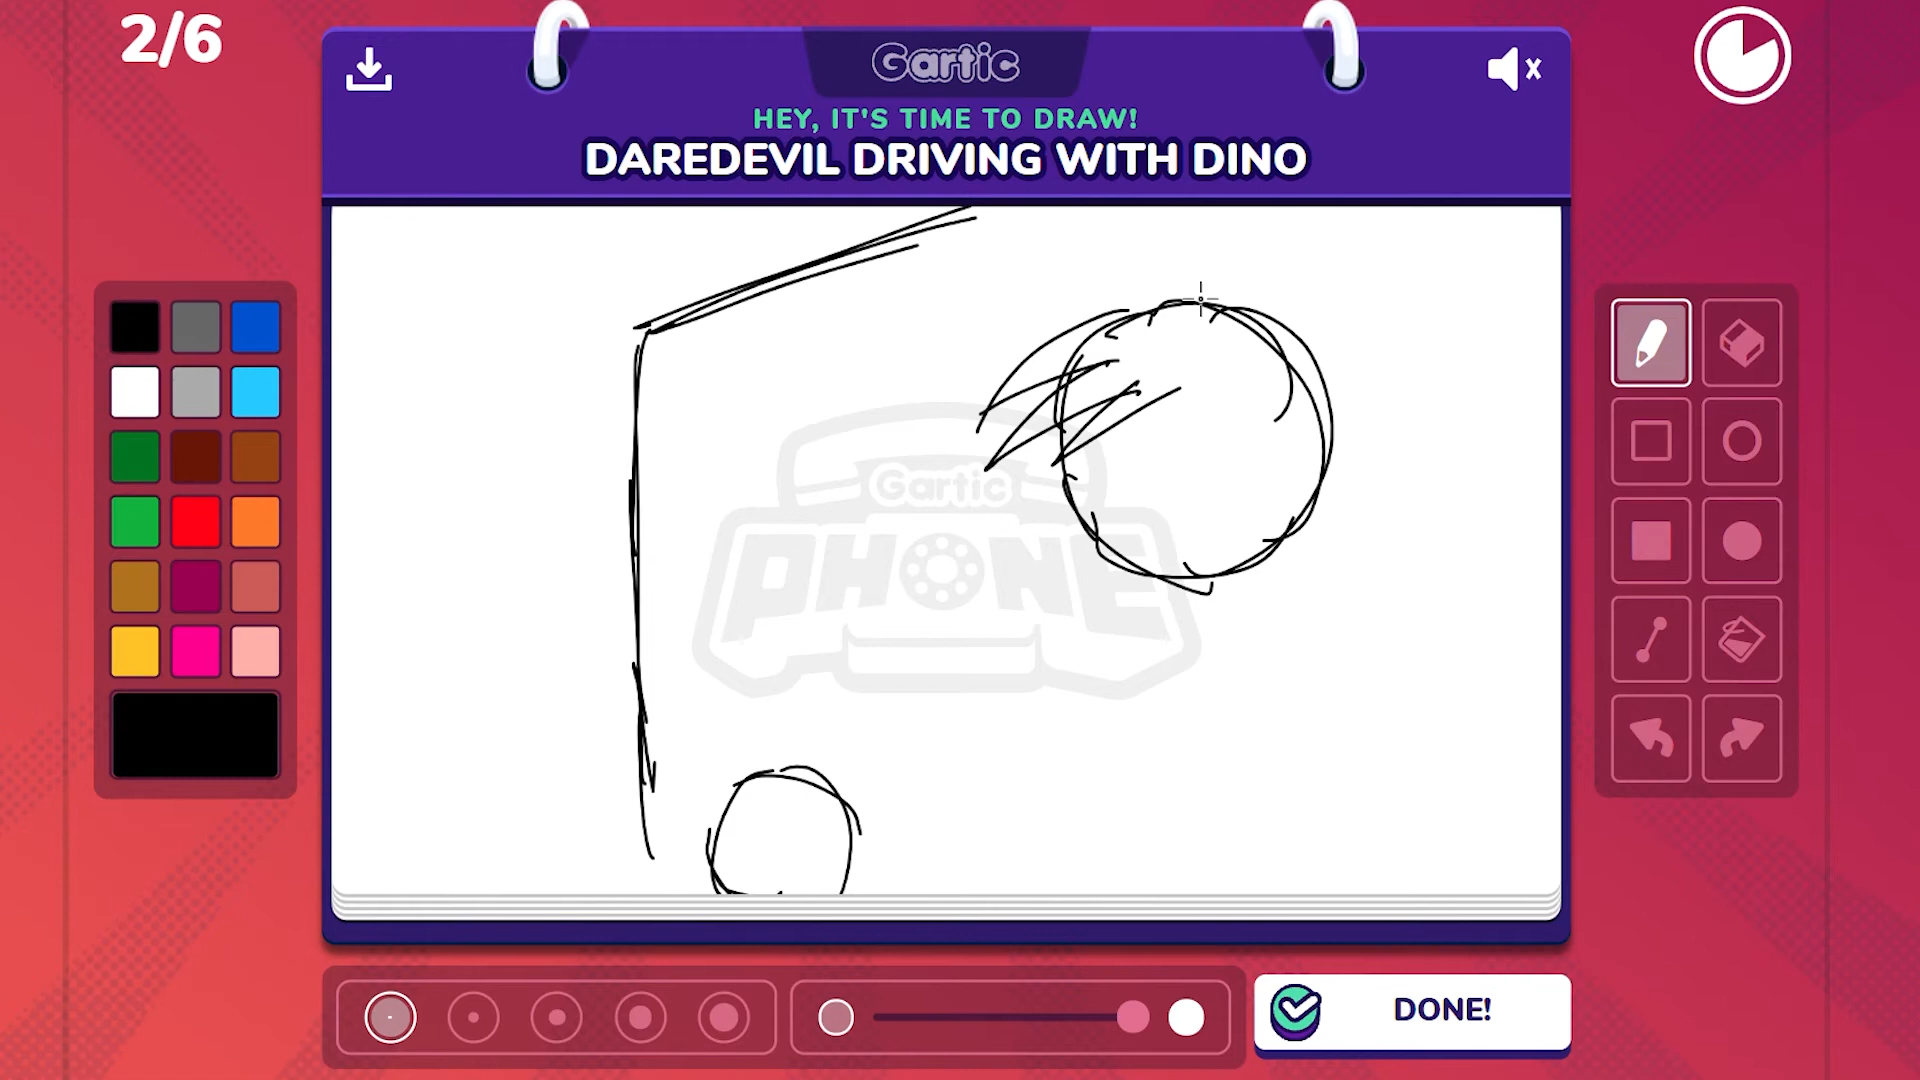 2/6
Gartic
HEY, IT'S TIME TO DRAW!
DAREDEVIL DRIVING WITH DINO
Gartic
PHONE
DONE!